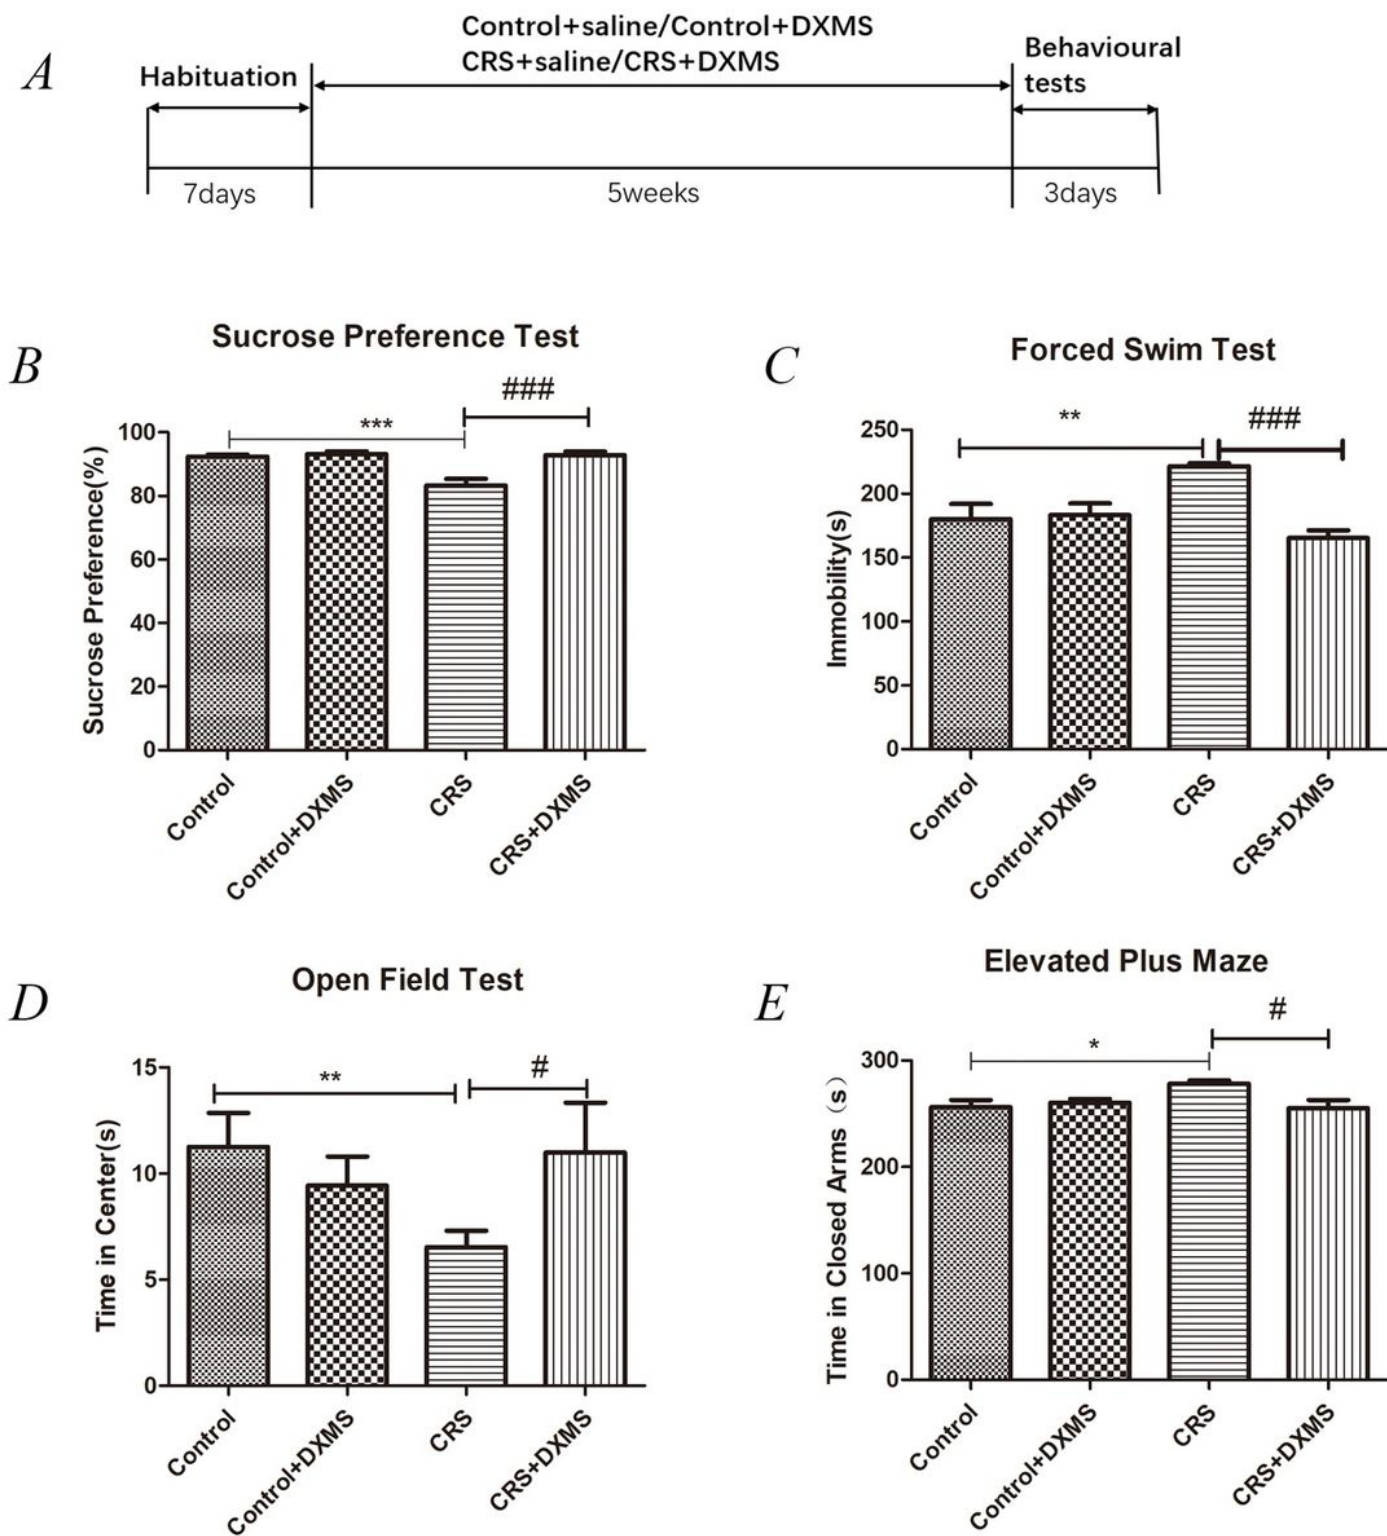 A
Habituation
Control+saline/Control+DXMS
CRS+saline/CRS+DXMS
Behavioural
tests
7days
5weeks
3days
B
Sucrose Preference Test
###
***
Sucrose Preference(%)
100
80
60
40
20
0
Control
Control+DXMS
CRS
CRS+DXMS
C
Forced Swim Test
**
###
Immobility(s)
250
200
150
100
50
0
Control
Control+DXMS
CRS
CRS+DXMS
D
Open Field Test
**
#
Time in Center(s)
15
10
5
0
Control
Control+DXMS
CRS
CRS+DXMS
E
Elevated Plus Maze
#
*
Time in Closed Arms（s）
300
200
100
0
Control
Control+DXMS
CRS
CRS+DXMS